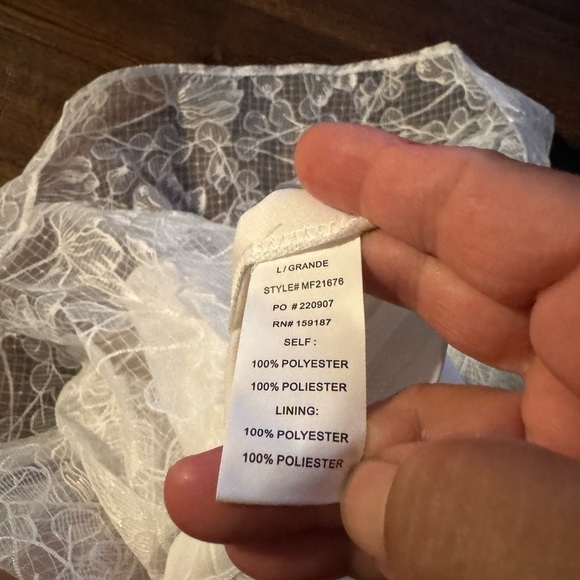 L/GRANDE
STYLE# MF21676
PO #220907
RN# 159187
SELF:
100% POLYESTER
100% POLIESTER
LINING:
100% POLYESTER
100% POLIESTER